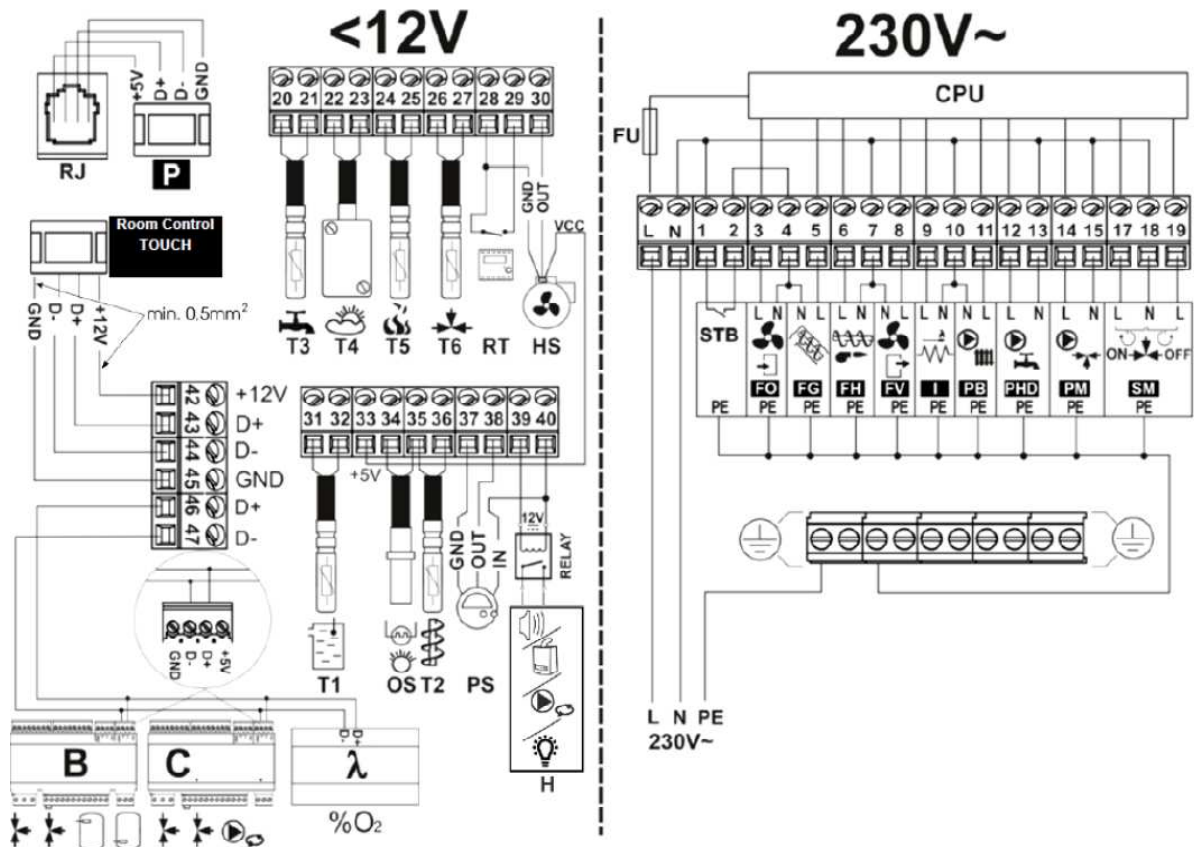 <12V
230V~
+5V
D+
D-
GND
RJ
P
Room Control
TOUCH
GND
D-
D+
+12V
min. 0,5mm²
20 21 22 23 24 25 26 27 28 29 30
GND
OUT
VCC
T3 T4 T5 T6 RT HS
42 +12V
43 D+
44 D-
45 GND
46 D+
47 D-
31 32 33 34 35 36 37 38 39 40
+5V
GND
OUT
IN
12V
RELAY
T1 OS T2 PS
H
GND
D-
D+
+5V
B C λ
- +
%O₂
CPU
FU
L N 1 2 3 4 5 6 7 8 9 10 11 12 13 14 15 17 18 19
STB
L N N L L N N L L N L L N L N L N L
ON OFF
FO FG FH FV I PB PHD PM SM
PE PE PE PE PE PE PE PE PE PE
L N PE
230V~